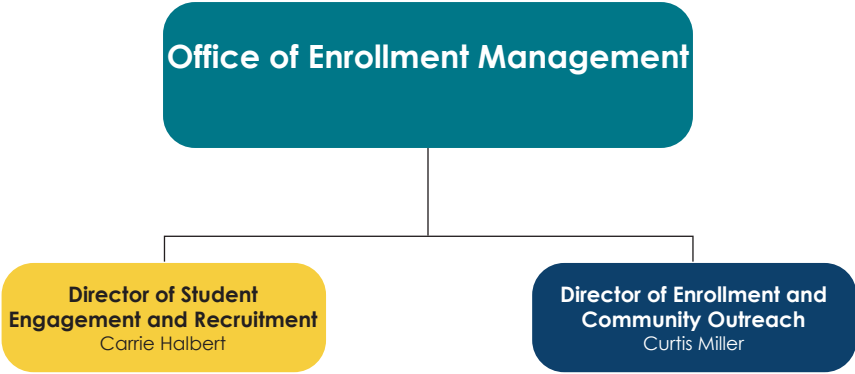 Office of Enrollment Management
Director of Student
Engagement and Recruitment
Carrie Halbert
Director of Enrollment and
Community Outreach
Curtis Miller